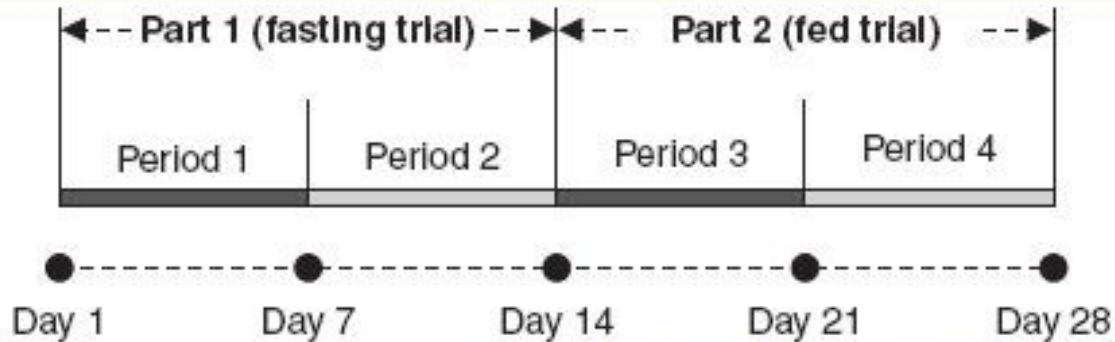 Part 1 (fasting trial) Part 2 (fed trial)
Period 1 Period 2 Period 3 Period 4
Day 1 Day 7 Day 14 Day 21 Day 28